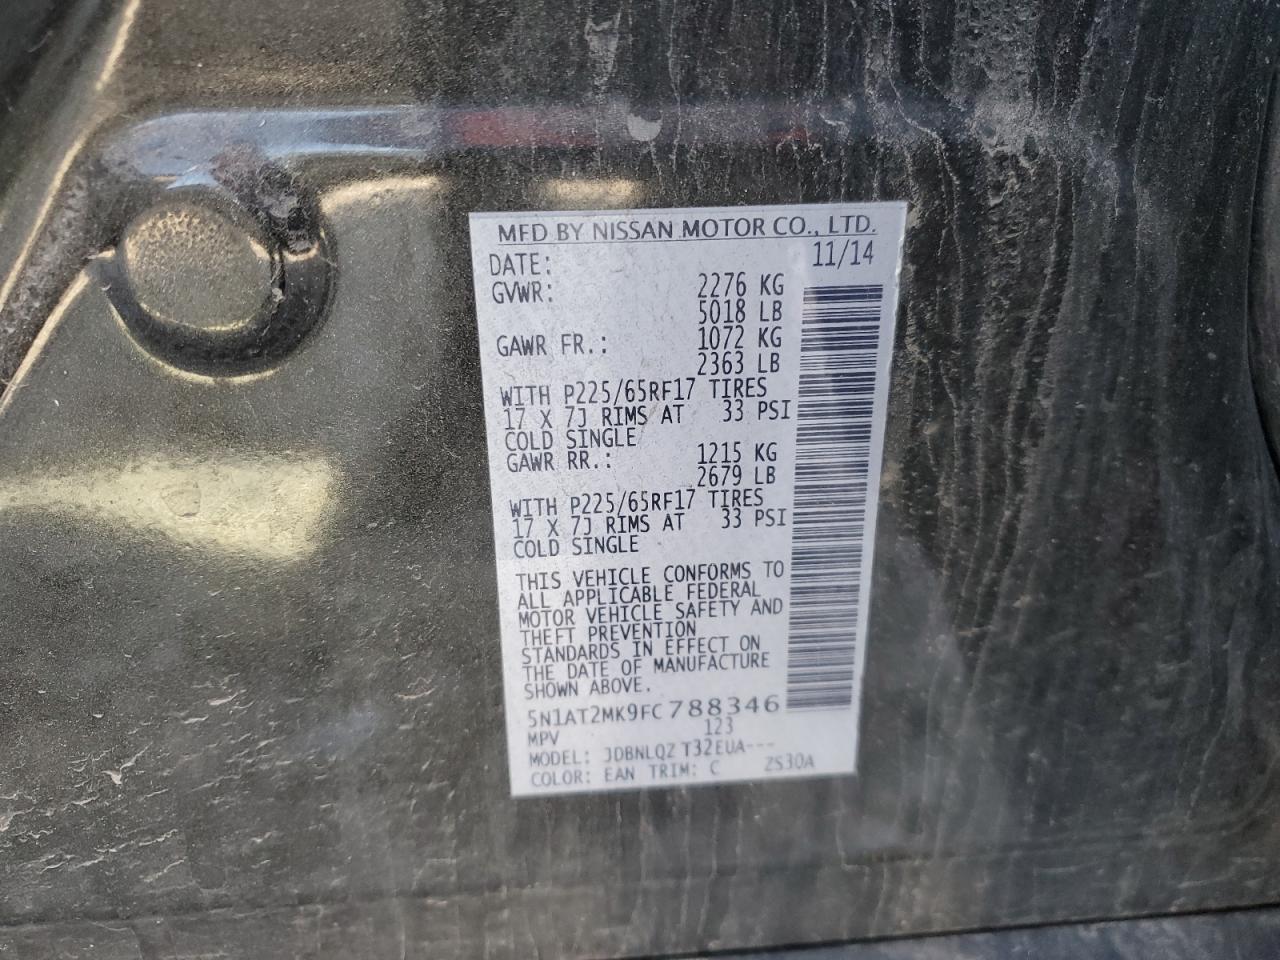 MFD BY NISSAN MOTOR CO., LTD.
DATE: 11/14
GVWR: 2276 KG
5018 LB
GAWR FR.: 1072 KG
2363 LB
WITH P225/65RF17 TIRES
17 X 7J RIMS AT 33 PSI
COLD SINGLE
GAWR RR.: 1215 KG
2679 LB
WITH P225/65RF17 TIRES
17 X 7J RIMS AT 33 PSI
COLD SINGLE
THIS VEHICLE CONFORMS TO
ALL APPLICABLE FEDERAL
MOTOR VEHICLE SAFETY AND
THEFT PREVENTION
STANDARDS IN EFFECT ON
THE DATE OF MANUFACTURE
SHOWN ABOVE.
5N1AT2MK9FC788346
MPV 123
MODEL: JDBNLQZ T32EUA---
COLOR: EAN TRIM: C ZS30A